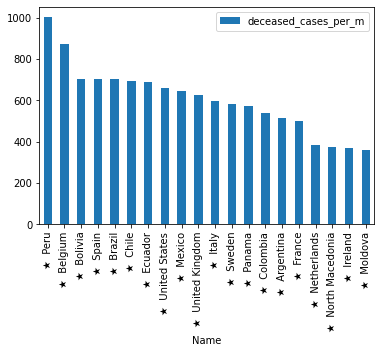 deceased_cases_per_m
1000
800
600
400
200
0
★ Peru
★ Belgium
★ Bolivia
★ Spain
★ Brazil
★ Chile
★ Ecuador
★ United States
★ Mexico
★ United Kingdom
★ Italy
★ Sweden
★ Panama
★ Colombia
★ Argentina
★ France
★ Netherlands
★ North Macedonia
★ Ireland
★ Moldova
Name